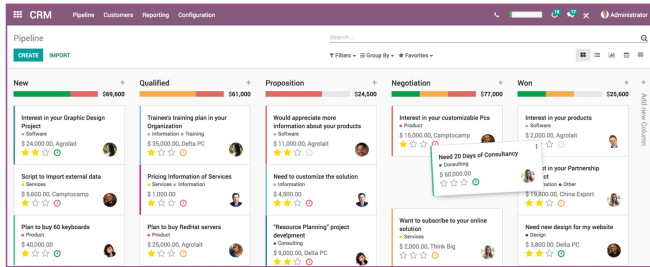 CRM Pipeline Customers Reporting Configuration Administrator
Pipeline
Search...
CREATE IMPORT
Filters Group By Favorites
New +
$69,600
Interest in your Graphic Design
Project
Software
$ 24,000.00, Agrolait
Script to Import external data
Services
$ 5,600.00, Camptocamp
Plan to buy 60 keyboards
Product
$ 40,000.00
Qualified +
$61,000
Trainee's training plan in your
Organization
Information Training
$ 35,000.00, Delta PC
Pricing Information of Services
Services Information
$ 1,000.00
Plan to buy RedHat servers
Product
$ 25,000.00, Agrolait
Proposition +
$24,500
Would appreciate more
information about your products
Software
$ 11,000.00, Agrolait
Need to customize the solution
Information
$ 4,500.00
"Resource Planning" project
develpment
Consulting
$ 9,000.00, Delta PC
Negotiation +
$77,000
Interest in your customizable Pcs
Product
$ 15,000.00, Camptocamp
Need 20 Days of Consultancy
Consulting
$ 60,000.00
Want to subscribe to your online
solution
Services
$ 2,000.00, Think Big
Won +
$25,600
Interest in your products
Software
$ 2,000.00, Agrolait
in your Partnership
Other
$ 19,800.00, China Export
Need new design for my website
Design
$ 3,800.00, Delta PC
+
Add new Column